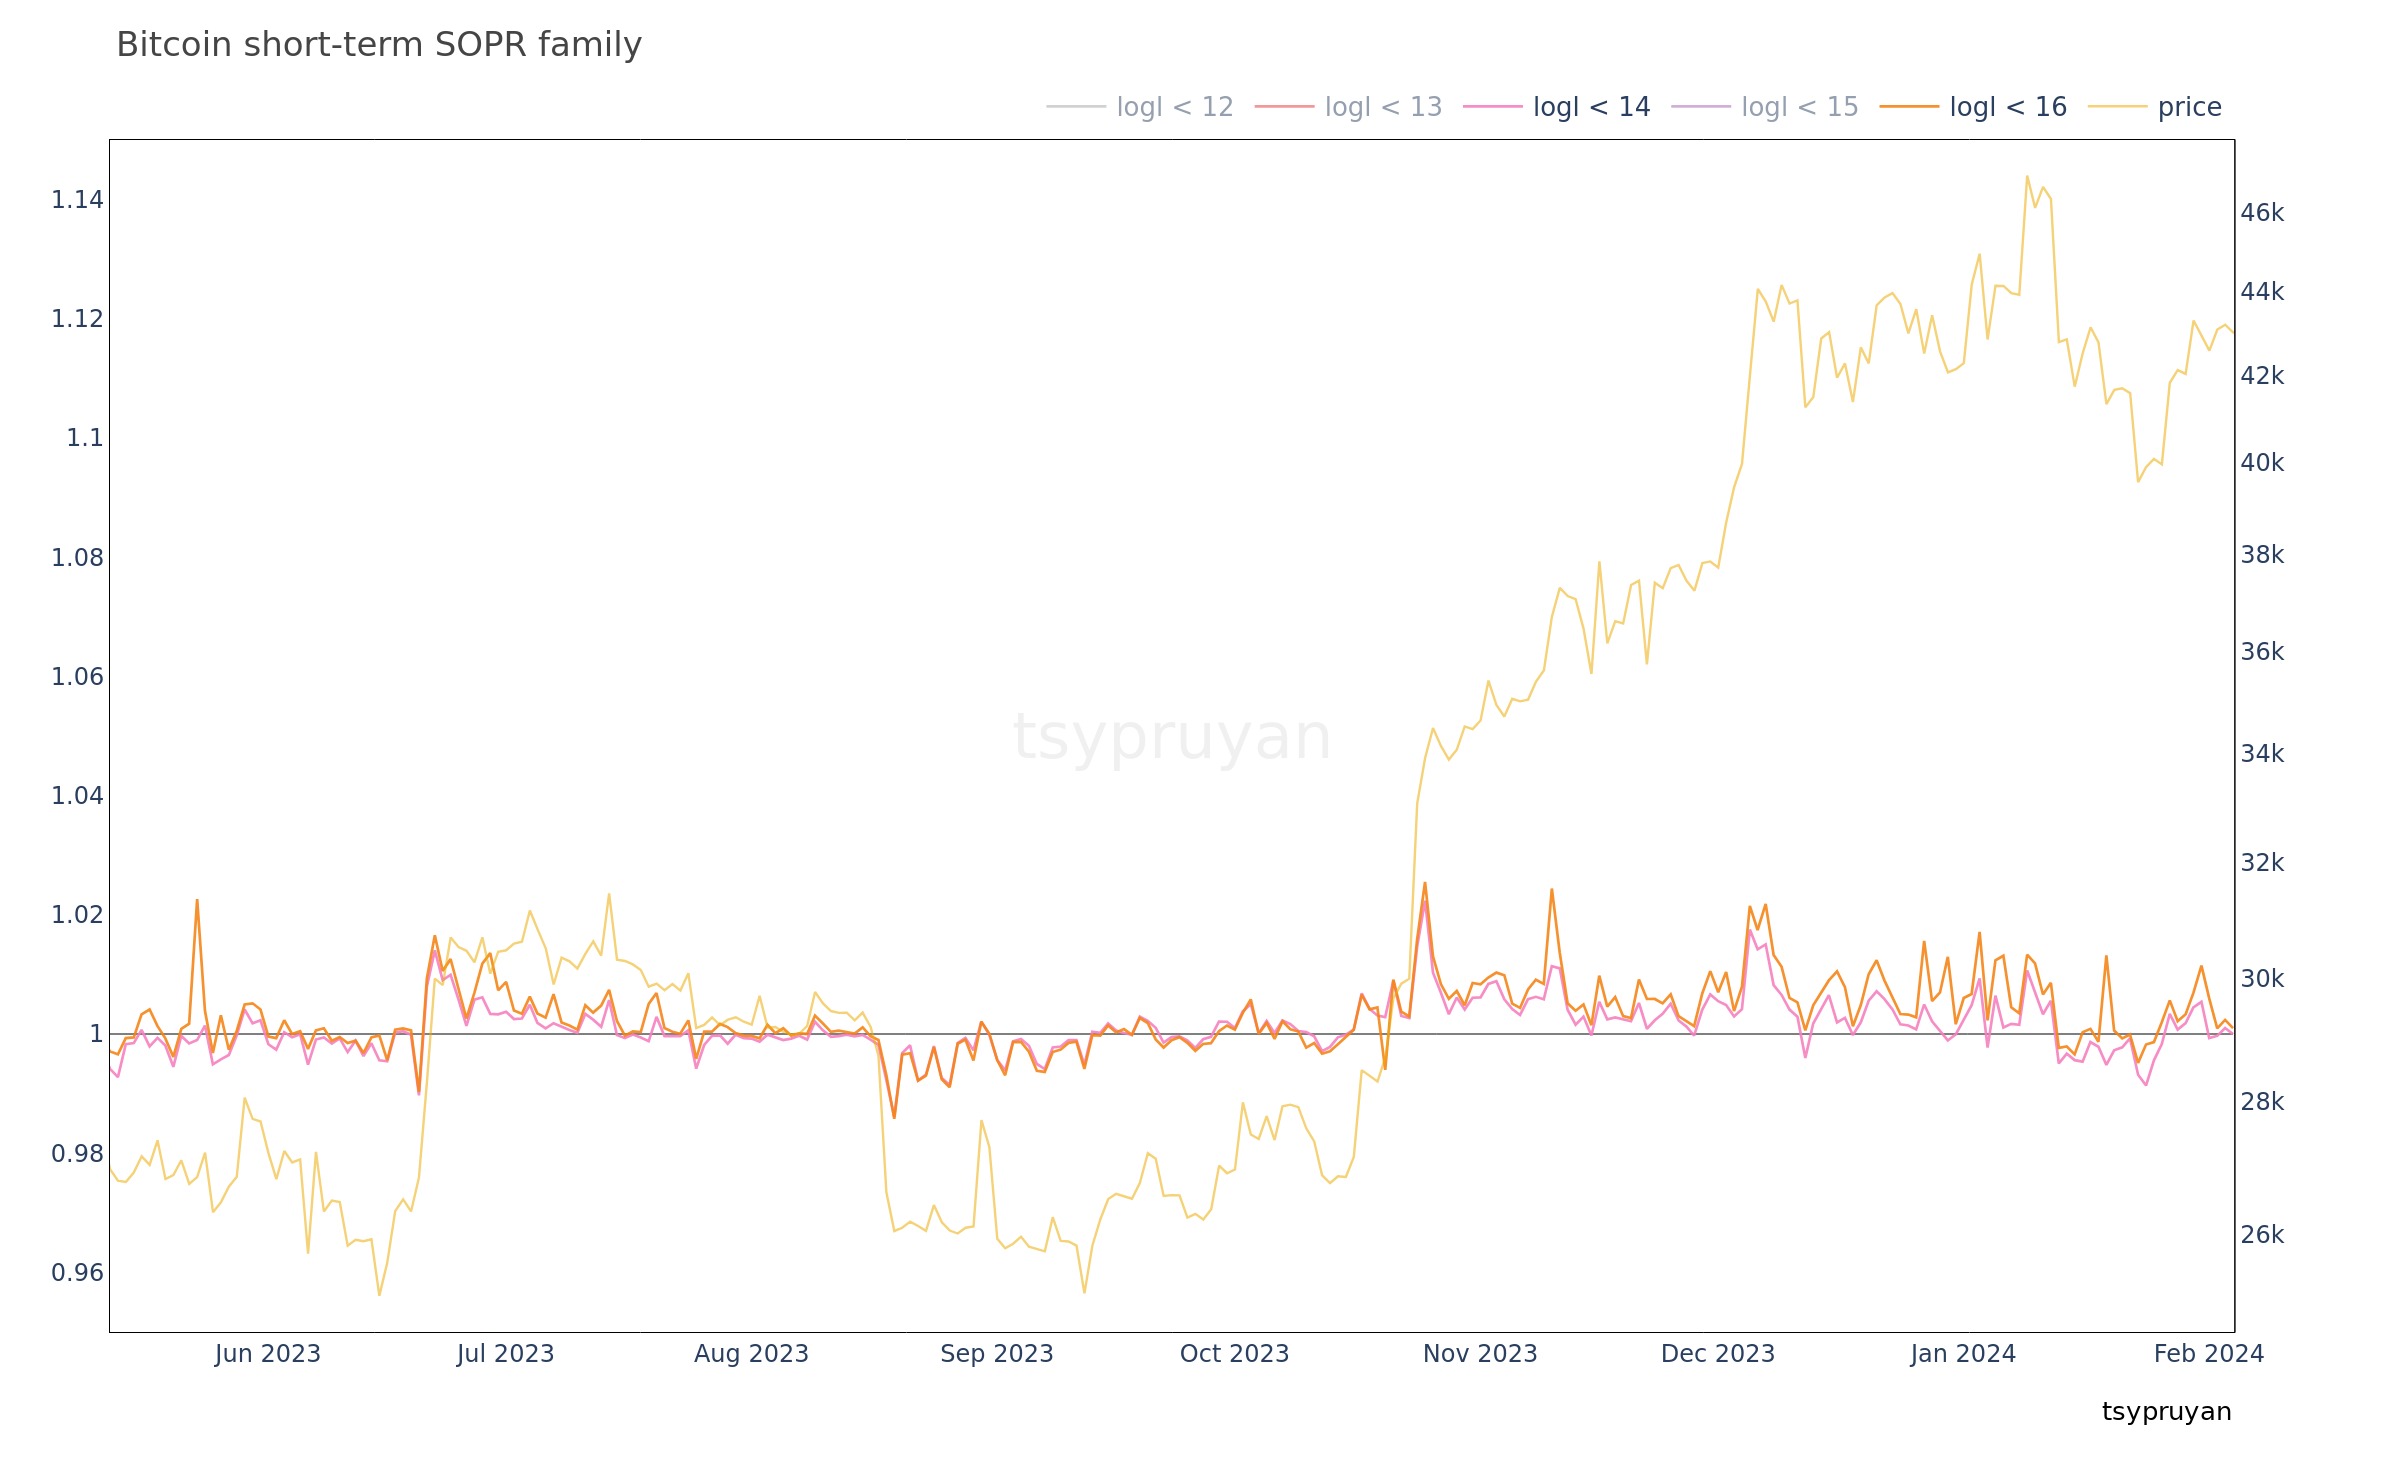 Bitcoin short-term SOPR family
logl < 12 logl < 13 logl < 14 logl < 15 logl < 16 price
1.14
1.12
1.1
1.08
1.06
1.04
1.02
1
0.98
0.96
46k
44k
42k
40k
38k
36k
34k
32k
30k
28k
26k
tsypruyan
Jun 2023 Jul 2023 Aug 2023 Sep 2023 Oct 2023 Nov 2023 Dec 2023 Jan 2024 Feb 2024
tsypruyan